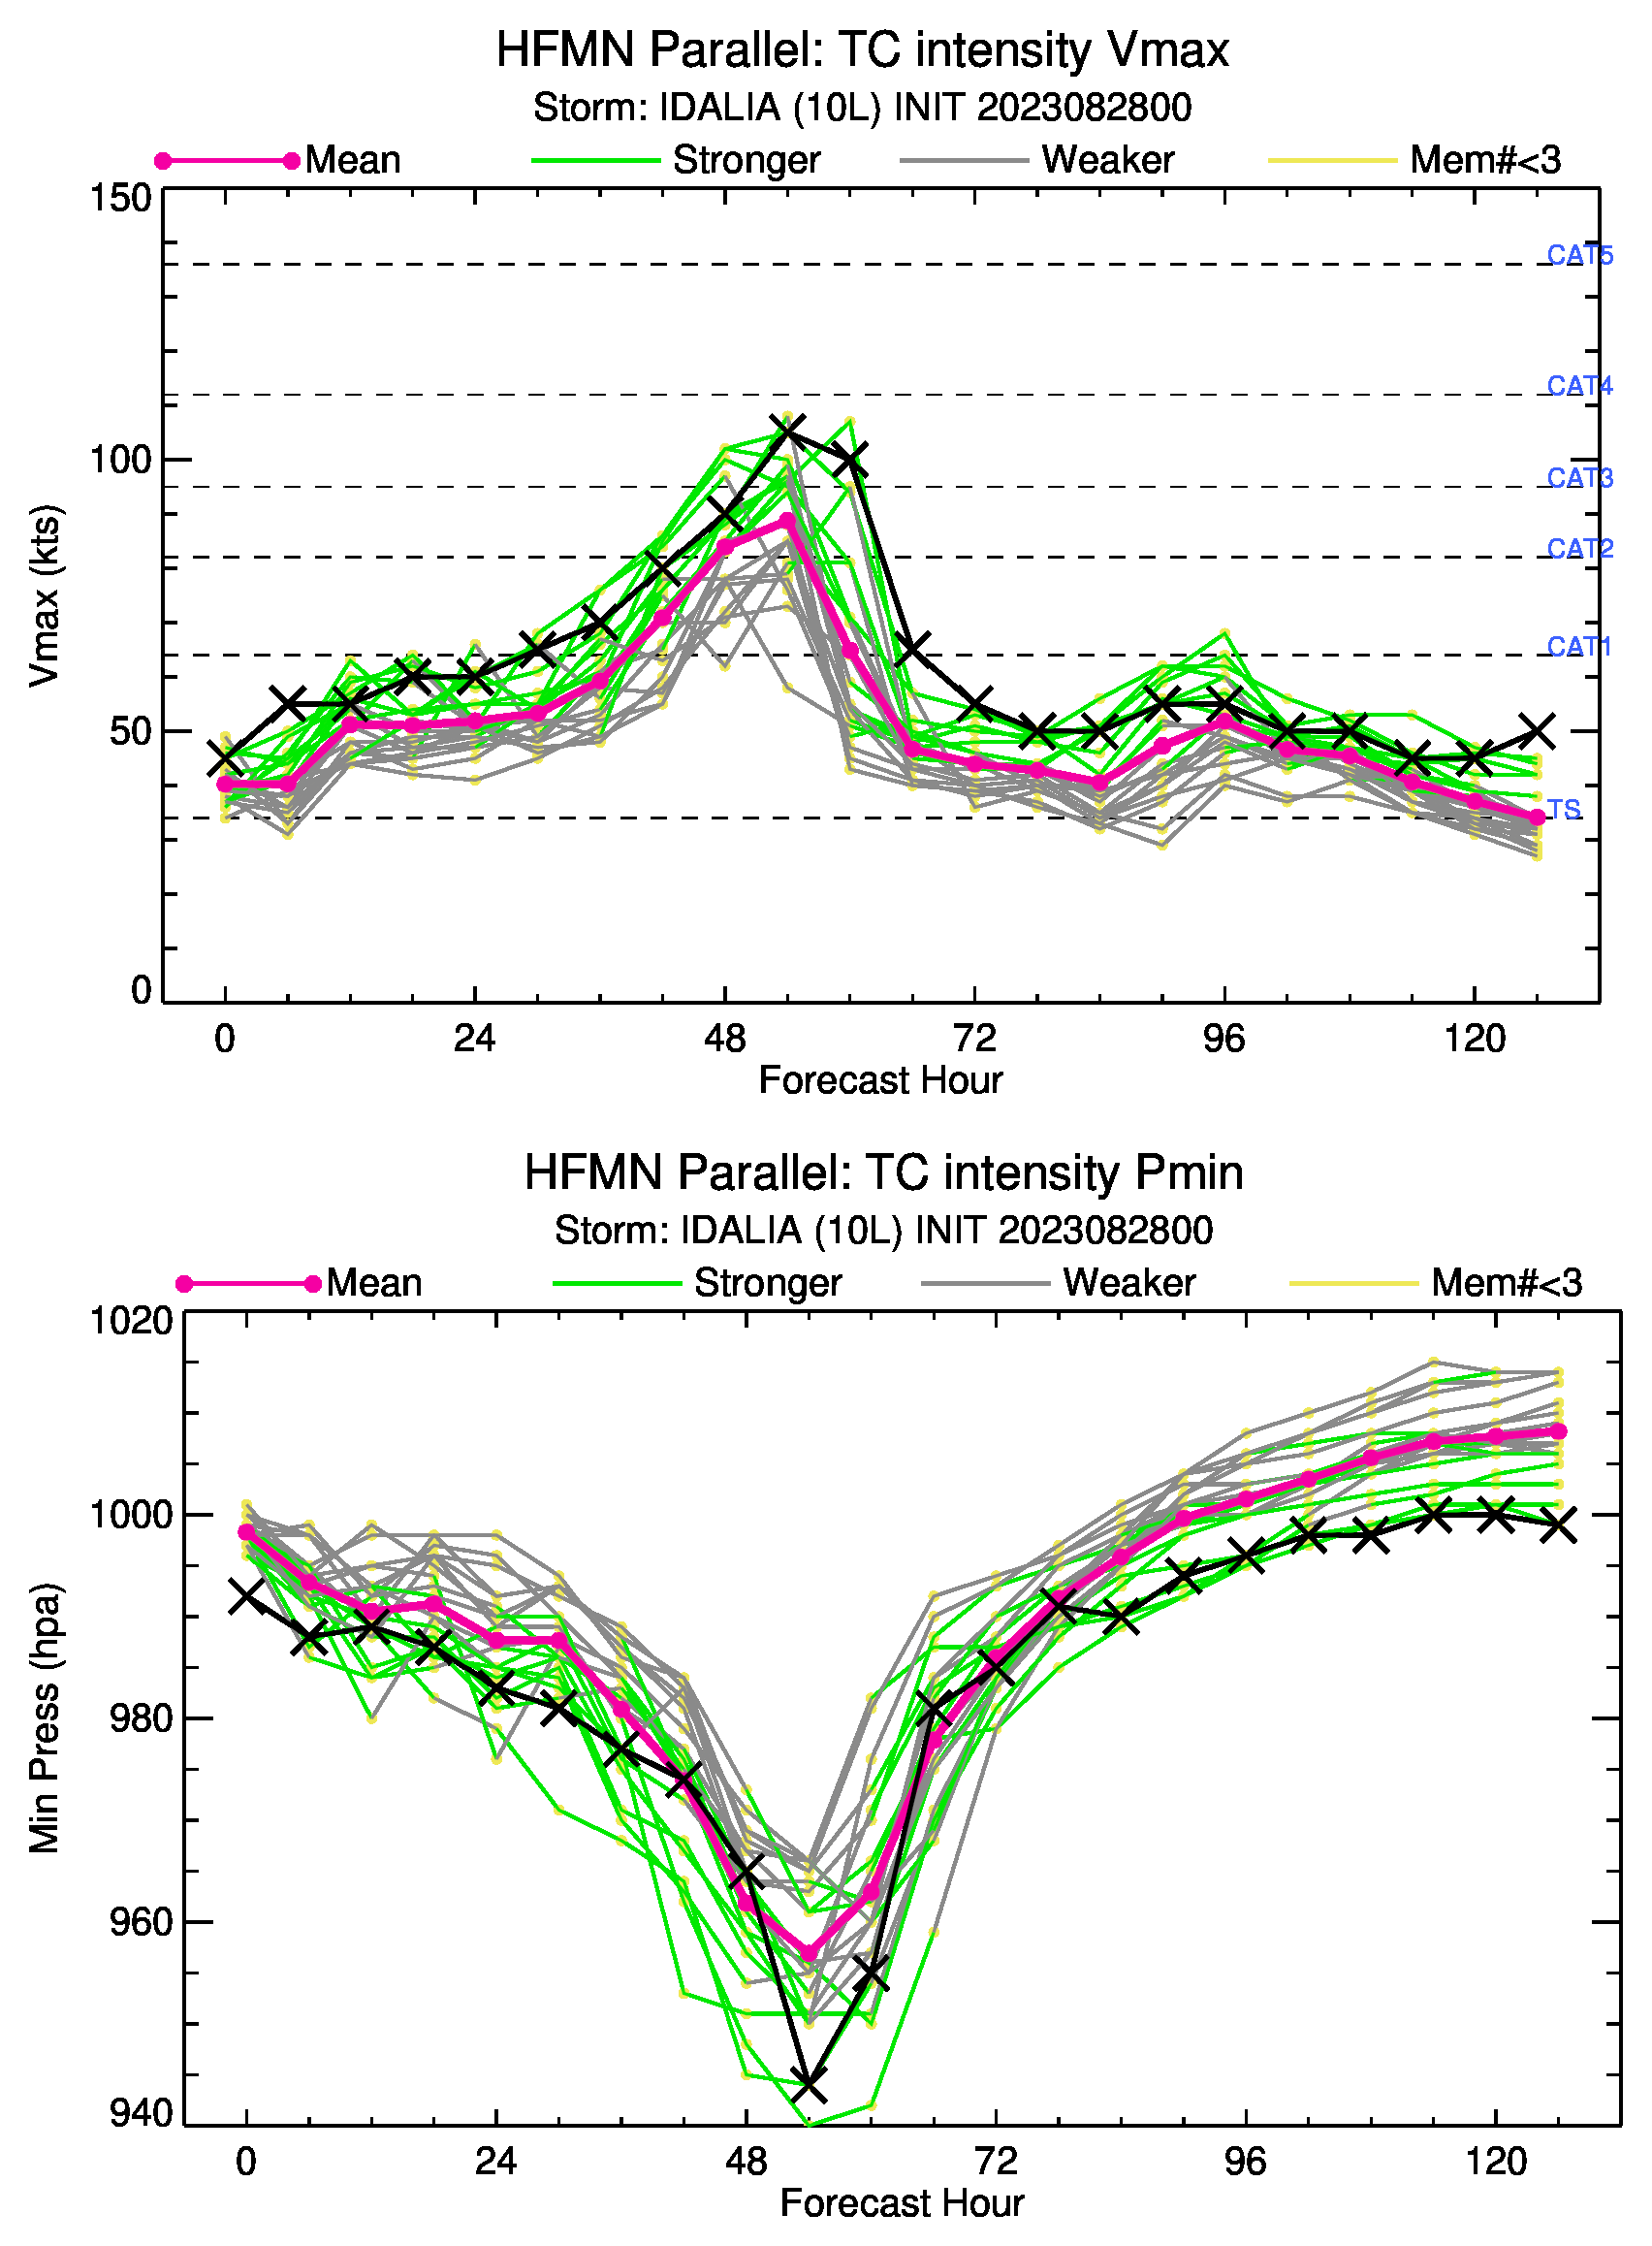 HFMN Parallel: TC intensity Vmax
Storm: IDALIA (10L) INIT 2023082800
Mean Stronger Weaker Mem#<3
150
CAT5
CAT4
100
CAT3
CAT2
CAT1
50
TS
0
Vmax (kts)
0 24 48 72 96 120
Forecast Hour
HFMN Parallel: TC intensity Pmin
Storm: IDALIA (10L) INIT 2023082800
Mean Stronger Weaker Mem#<3
1020
1000
980
960
940
Min Press (hpa)
0 24 48 72 96 120
Forecast Hour